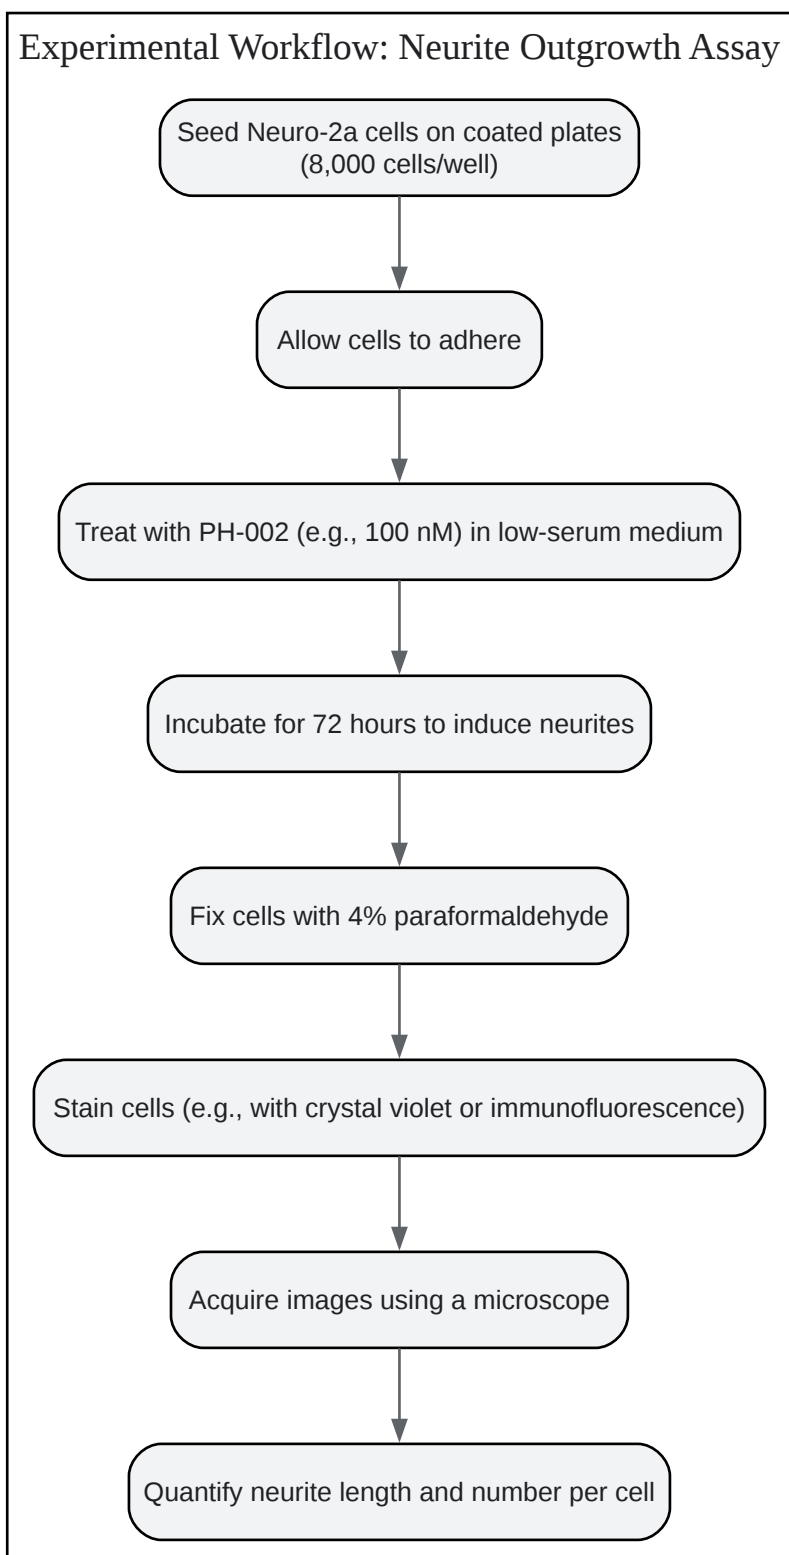 Experimental Workflow: Neurite Outgrowth Assay
Seed Neuro-2a cells on coated plates
(8,000 cells/well)
Allow cells to adhere
Treat with PH-002 (e.g., 100 nM) in low-serum medium
Incubate for 72 hours to induce neurites
Fix cells with 4% paraformaldehyde
Stain cells (e.g., with crystal violet or immunofluorescence)
Acquire images using a microscope
Quantify neurite length and number per cell